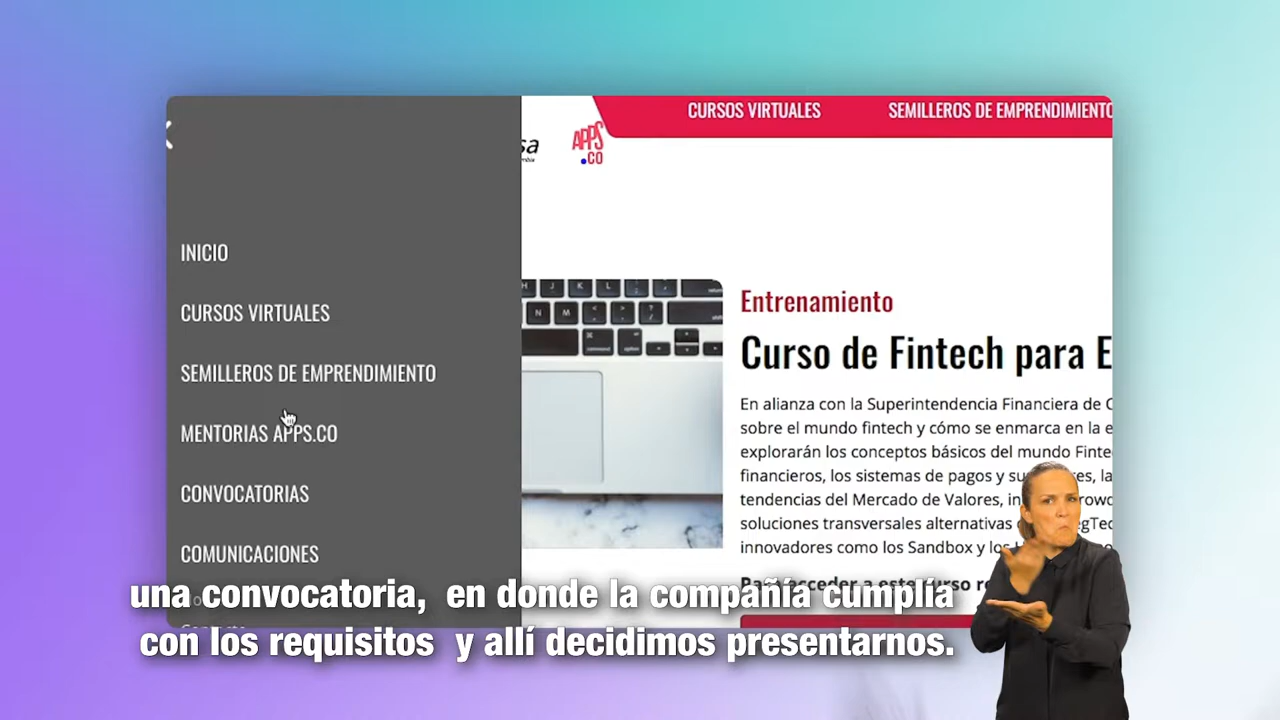 CURSOS VIRTUALES
SEMILLEROS DE EMPRENDIMIENTO
sa
APPS
.CO
INICIO
CURSOS VIRTUALES
SEMILLEROS DE EMPRENDIMIENTO
MENTORIAS APPS.CO
CONVOCATORIAS
COMUNICACIONES
Entrenamiento
Curso de Fintech para E
En alianza con la Superintendencia Financiera de C
sobre el mundo fintech y cómo se enmarca en la e
explorarán los conceptos básicos del mundo Finte
financieros, los sistemas de pagos y la
tendencias del Mercado de Valores,
soluciones transversales alternativas
innovadores como los Sandbox y los
una convocatoria, en donde la compañía cumplía
con los requisitos y allí decidimos presentarnos.